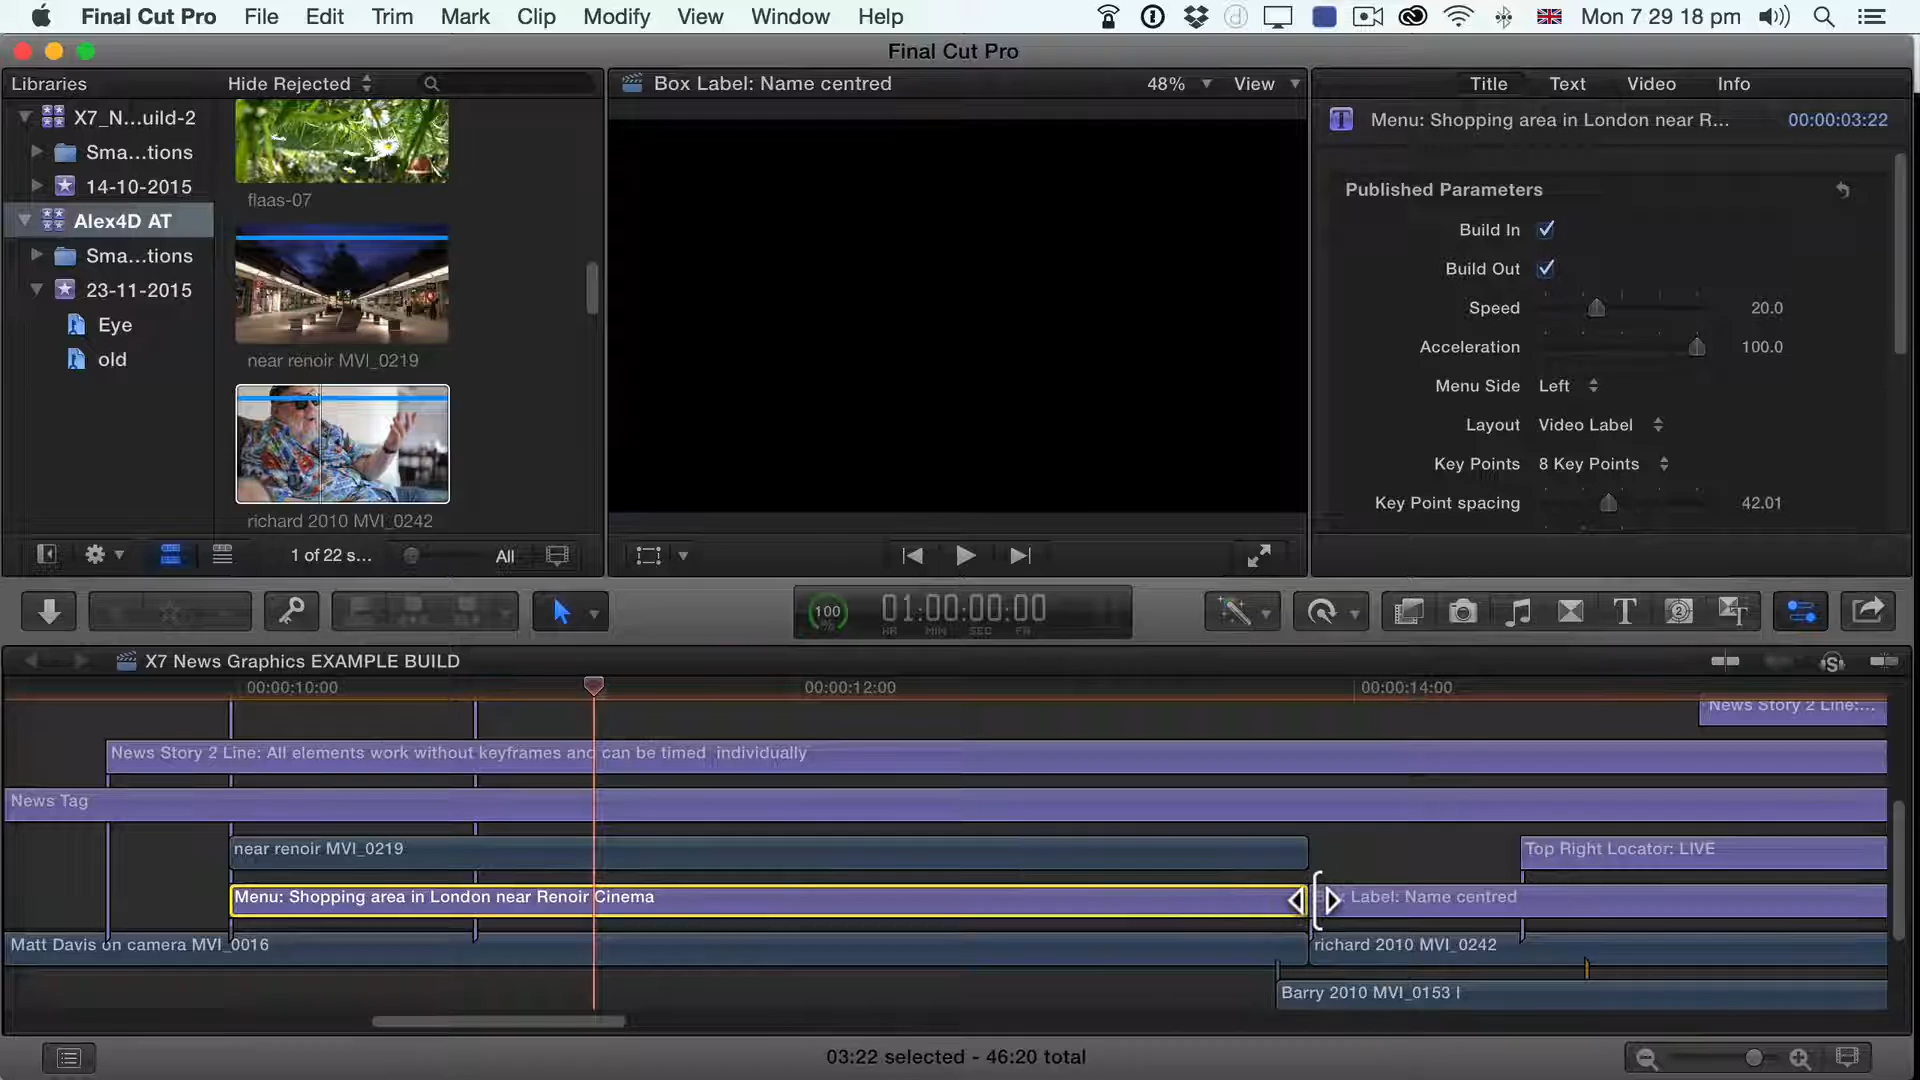 Final Cut Pro File Edit Trim Mark Clip Modify View Window Help Mon 7 29 18 pm
Final Cut Pro
Libraries Hide Rejected Box Label: Name centred 48% View Title Text Video Info
X7_N...uild-2
Sma...tions
14-10-2015
Alex4D AT
Sma...tions
23-11-2015
Eye
old
flaas-07
near renoir MVI_0219
richard 2010 MVI_0242
1 of 22 s... All
Menu: Shopping area in London near R... 00:00:03:22
Published Parameters
Build In
Build Out
Speed 20.0
Acceleration 100.0
Menu Side Left
Layout Video Label
Key Points 8 Key Points
Key Point spacing 42.01
100 % 01:00:00:00
HR MIN SEC FR
X7 News Graphics EXAMPLE BUILD
00:00:10:00 00:00:12:00 00:00:14:00
News Story 2 Line:...
News Story 2 Line: All elements work without keyframes and can be timed individually
News Tag
near renoir MVI_0219 Top Right Locator: LIVE
Menu: Shopping area in London near Renoir Cinema Label: Name centred
Matt Davis on camera MVI_0016 richard 2010 MVI_0242
Barry 2010 MVI_0153
03:22 selected - 46:20 total